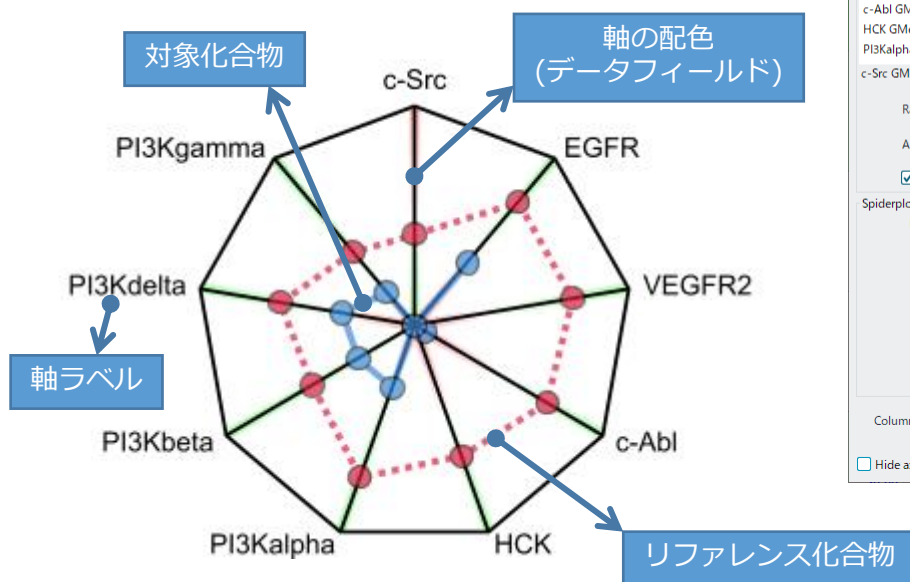 対象化合物
軸の配色
(データフィールド)
c-Src
PI3Kgamma
EGFR
PI3Kdelta
VEGFR2
軸ラベル
PI3Kbeta
c-Abl
PI3Kalpha
HCK
リファレンス化合物
c-Abl GM
HCK GM
PI3Kalpha
c-Src GM
R
A
Spiderplo
Column
Hide a